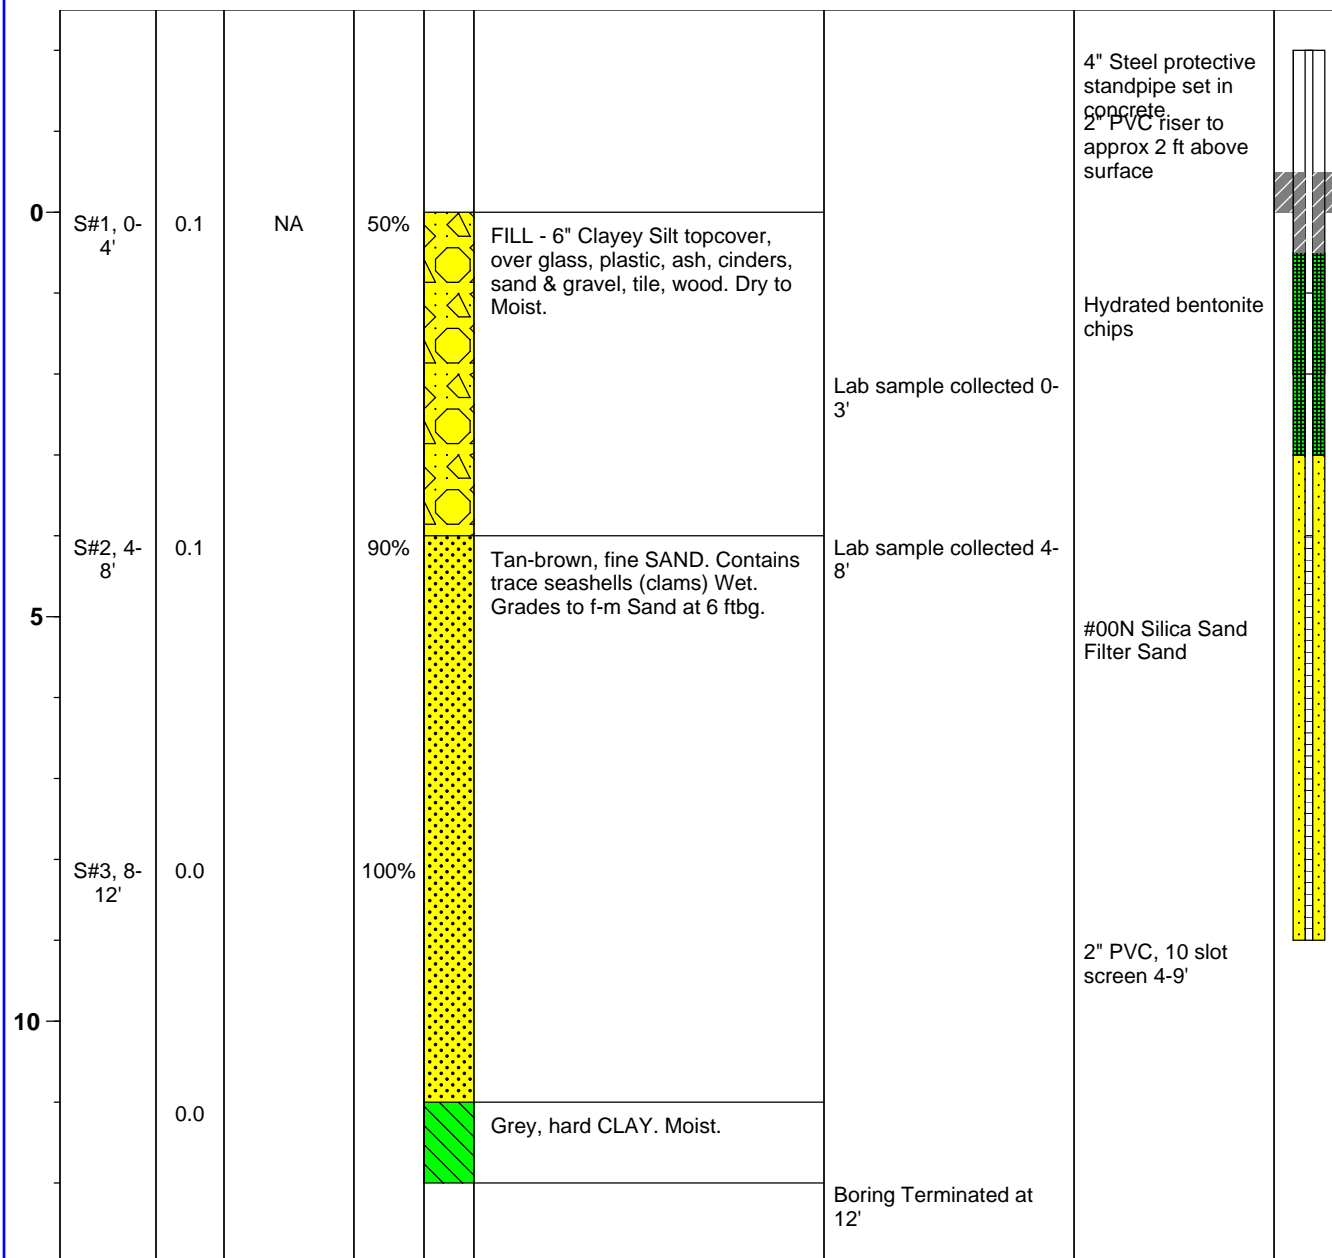 4" Steel protective
standpipe set in
concrete
2" PVC riser to
approx 2 ft above
surface
0
S#1, 0-
4'
0.1
NA
50%
FILL - 6" Clayey Silt topcover,
over glass, plastic, ash, cinders,
sand & gravel, tile, wood. Dry to
Moist.
Hydrated bentonite
chips
Lab sample collected 0-
3'
S#2, 4-
8'
0.1
90%
Tan-brown, fine SAND. Contains
trace seashells (clams) Wet.
Grades to f-m Sand at 6 ftbg.
Lab sample collected 4-
8'
5
#00N Silica Sand
Filter Sand
S#3, 8-
12'
0.0
100%
2" PVC, 10 slot
screen 4-9'
10
0.0
Grey, hard CLAY. Moist.
Boring Terminated at
12'